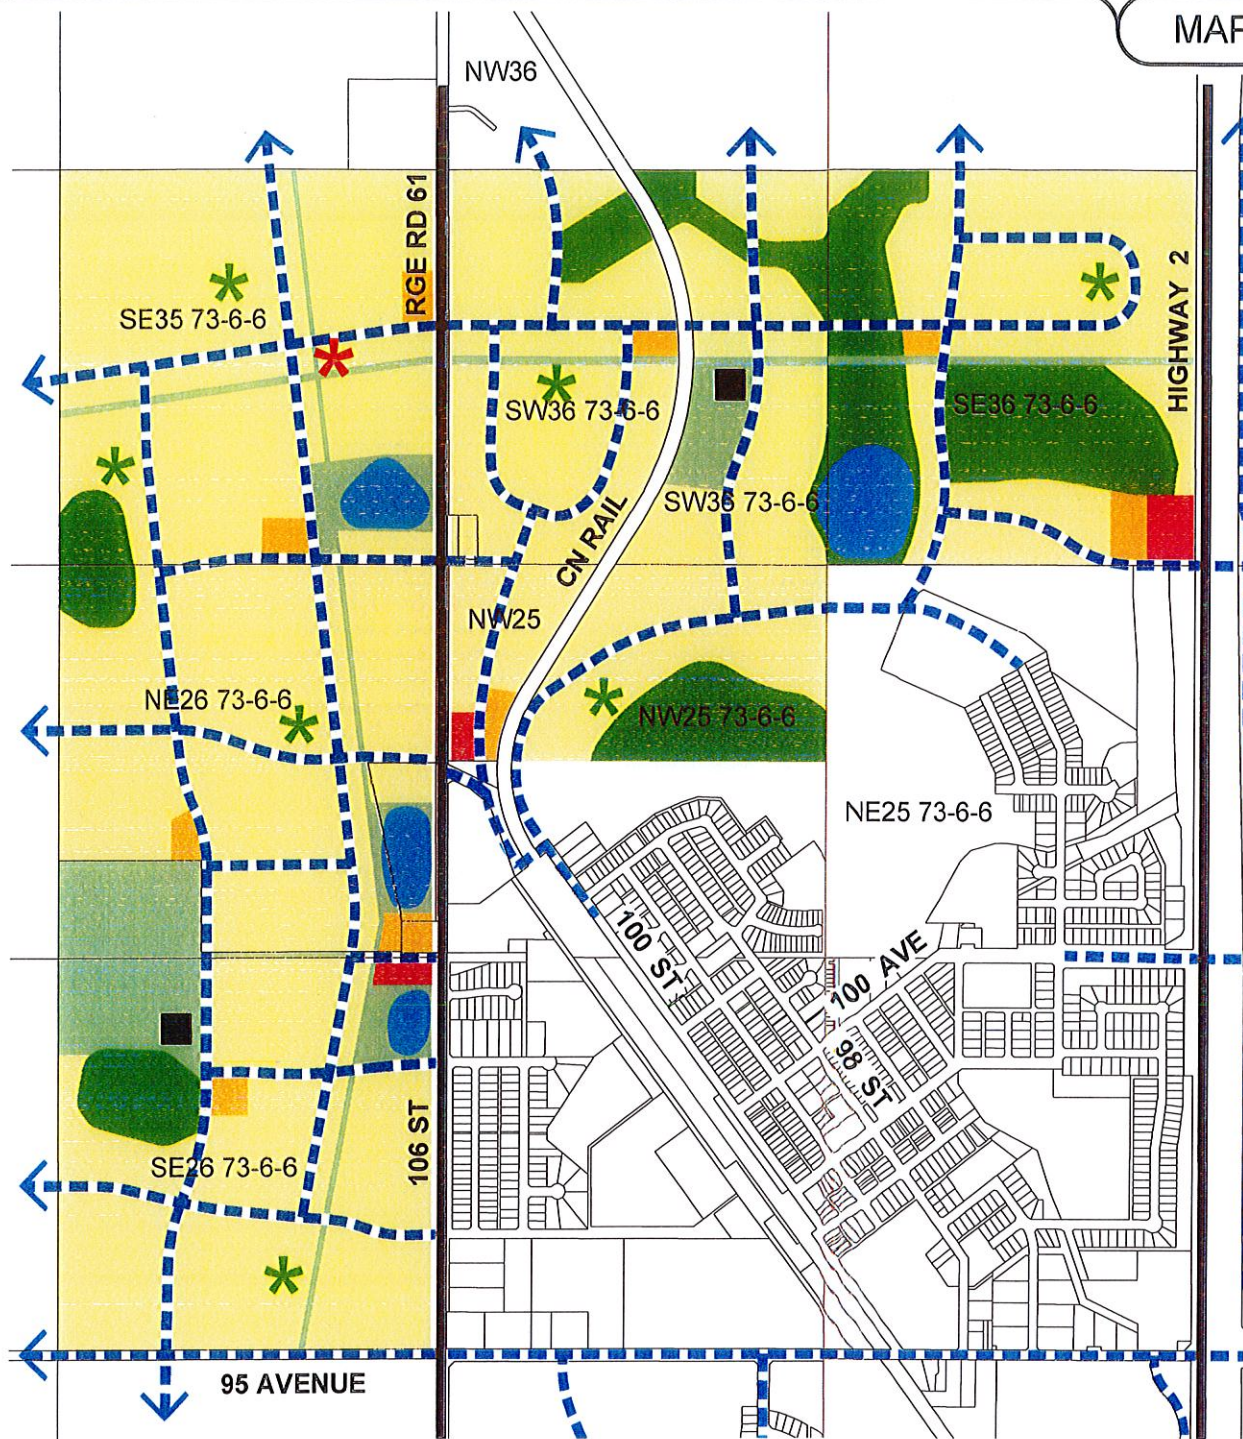 MAP
NW36
RGE RD 61
HIGHWAY 2
SE35 73-6-6
SW36 73-6-6
SE36 73-6-6
SW36 73-6-6
CN RAIL
NW25
NE26 73-6-6
NW25 73-6-6
NE25 73-6-6
100 ST
100 AVE
98 ST
106 ST
SE26 73-6-6
95 AVENUE